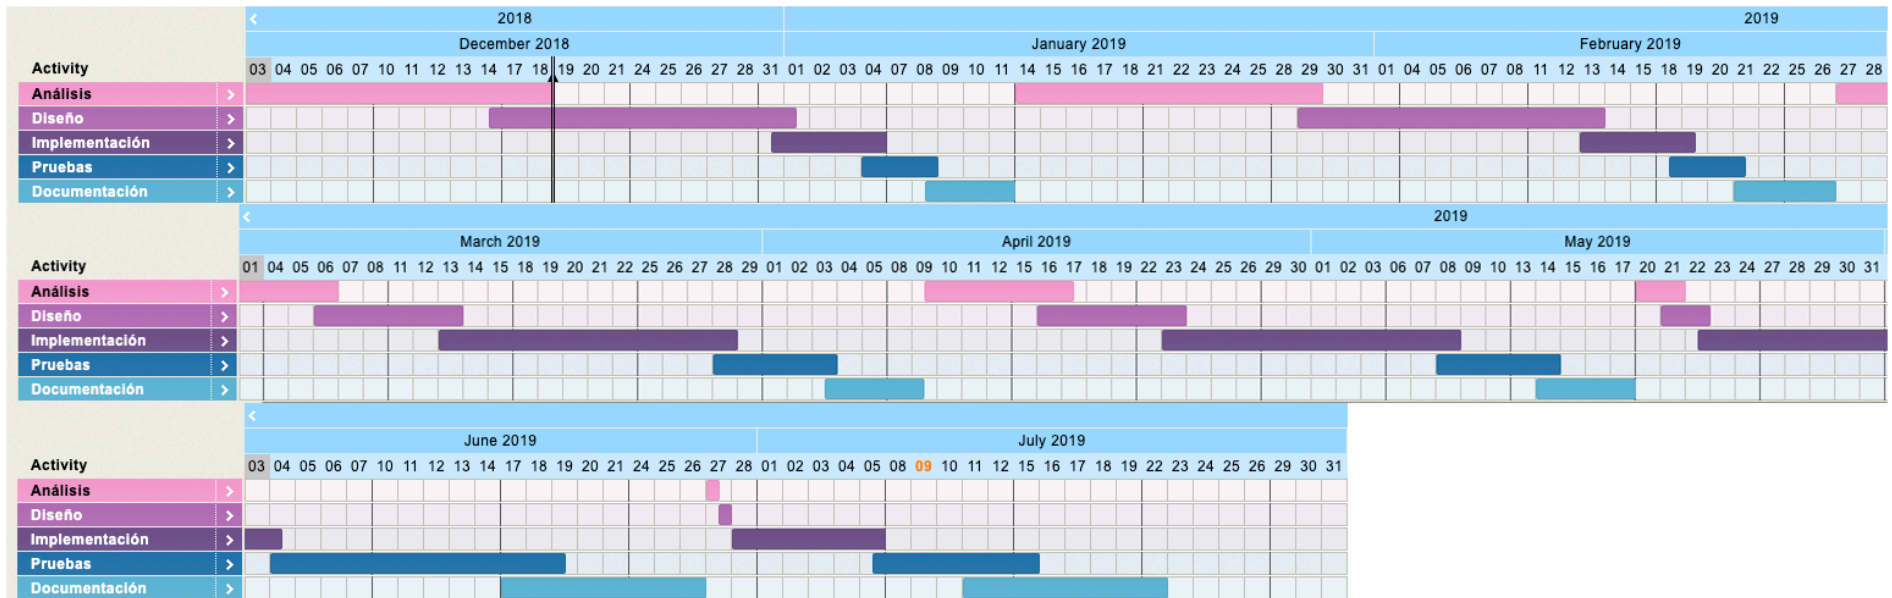 2018 2019
December 2018 January 2019 February 2019
Activity 03 04 05 06 07 10 11 12 13 14 17 18 19 20 21 24 25 26 27 28 31 01 02 03 04 07 08 09 10 11 14 15 16 17 18 21 22 23 24 25 28 29 30 31 01 04 05 06 07 08 11 12 13 14 15 18 19 20 21 22 25 26 27 28
Análisis
Diseño
Implementación
Pruebas
Documentación
2019
March 2019 April 2019 May 2019
Activity 01 04 05 06 07 08 11 12 13 14 15 18 19 20 21 22 25 26 27 28 29 01 02 03 04 05 08 09 10 11 12 15 16 17 18 19 22 23 24 25 26 29 30 01 02 03 06 07 08 09 10 13 14 15 16 17 20 21 22 23 24 27 28 29 30 31
Análisis
Diseño
Implementación
Pruebas
Documentación
June 2019 July 2019
Activity 03 04 05 06 07 10 11 12 13 14 17 18 19 20 21 24 25 26 27 28 01 02 03 04 05 08 09 10 11 12 15 16 17 18 19 22 23 24 25 26 29 30 31
Análisis
Diseño
Implementación
Pruebas
Documentación